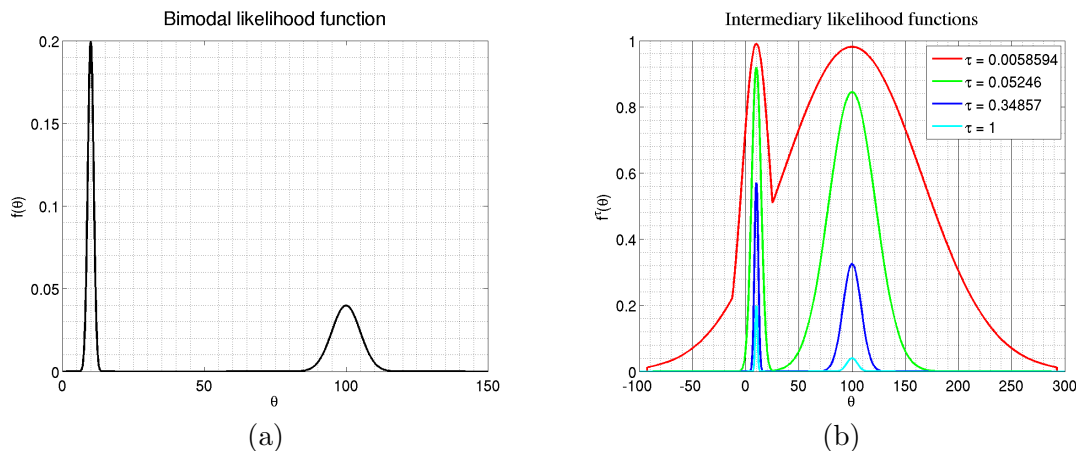 Bimodal likelihood function
0.2
0.15
0.1
0.05
0
f(θ)
0 50 100 150
θ
(a)
Intermediary likelihood functions
1
0.8
0.6
0.4
0.2
0
f^τ(θ)
-100 -50 0 50 100 150 200 250 300
θ
τ = 0.0058594
τ = 0.05246
τ = 0.34857
τ = 1
(b)